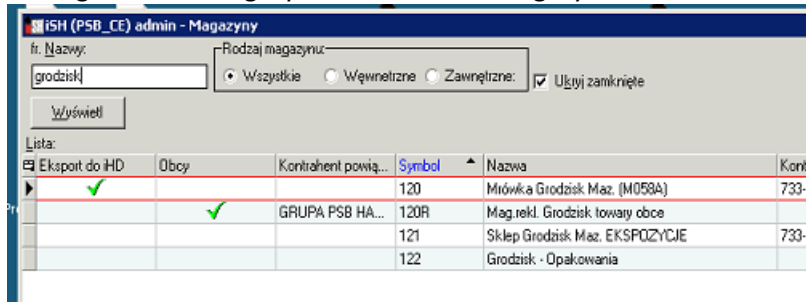 iSH (PSB_CE) admin - Magazyny
fr. Nazwy:
Rodzaj magazynu:
grodzisk
Wszystkie Węwnetrzne Zawnętrzne: Ukryj zamknięte
Wyświetl
Lista:
Eksport do iHD Obcy Kontrahent powią... Symbol Nazwa Kont
120 Mrówka Grodzisk Maz. (M058A) 733-
GRUPA PSB HA... 120R Mag.rekl. Grodzisk towary obce
121 Sklep Grodzisk Maz. EKSPOZYCJE 733-
122 Grodzisk - Opakowania